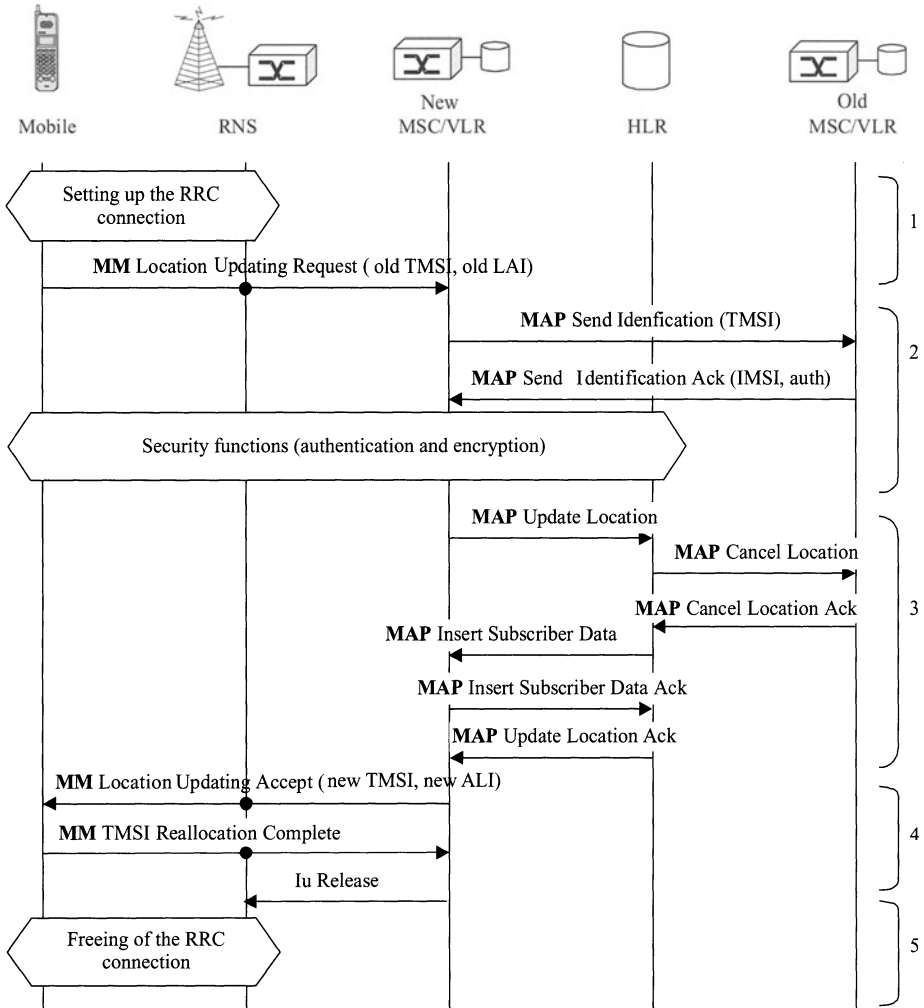 Mobile
RNS
New
MSC/VLR
HLR
Old
MSC/VLR
Setting up the RRC
connection
1
MM Location Updating Request ( old TMSI, old LAI)
MAP Send Idenfication (TMSI)
2
MAP Send Identification Ack (IMSI, auth)
Security functions (authentication and encryption)
MAP Update Location
MAP Cancel Location
3
MAP Cancel Location Ack
MAP Insert Subscriber Data
MAP Insert Subscriber Data Ack
MAP Update Location Ack
MM Location Updating Accept ( new TMSI, new ALI)
4
MM TMSI Reallocation Complete
Iu Release
Freeing of the RRC
connection
5